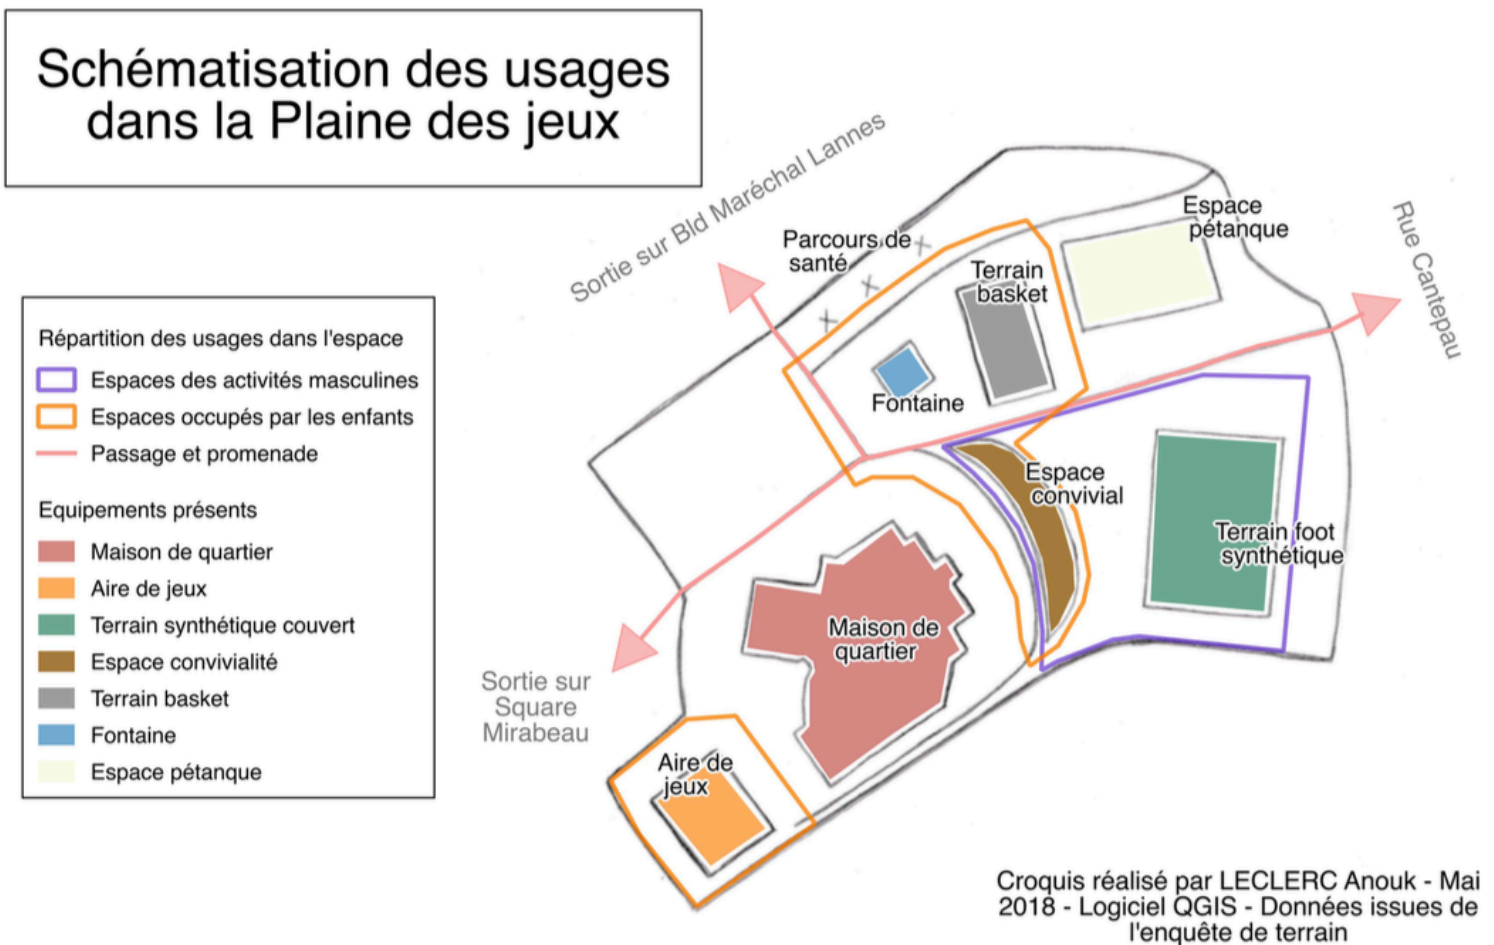 Schématisation des usages
dans la Plaine des jeux
Répartition des usages dans l'espace
Espaces des activités masculines
Espaces occupés par les enfants
Passage et promenade
Equipements présents
Maison de quartier
Aire de jeux
Terrain synthétique couvert
Espace convivialité
Terrain basket
Fontaine
Espace pétanque
Sortie sur Bld Maréchal Lannes
Parcours de
santé
Terrain
basket
Espace
pétanque
Rue Cantepau
Fontaine
Espace
convivial
Terrain foot
synthétique
Maison de
quartier
Sortie sur
Square
Mirabeau
Aire de
jeux
Croquis réalisé par LECLERC Anouk - Mai
2018 - Logiciel QGIS - Données issues de
l'enquête de terrain